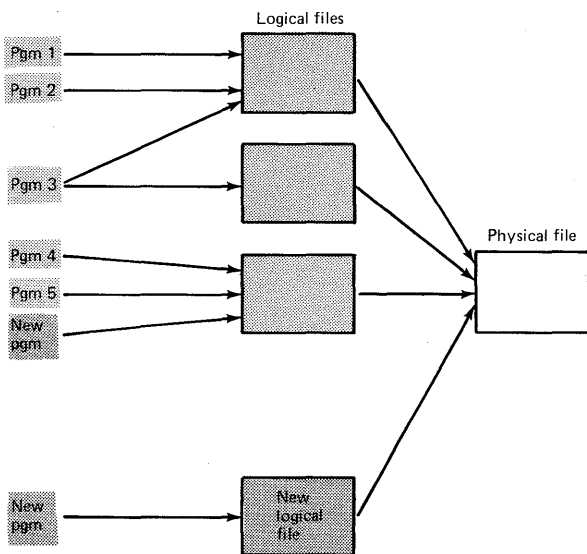 Logical files
Pgm 1
Pgm 2
Pgm 3
Physical file
Pgm 4
Pgm 5
New
pgm
New
pgm
New
logical
file